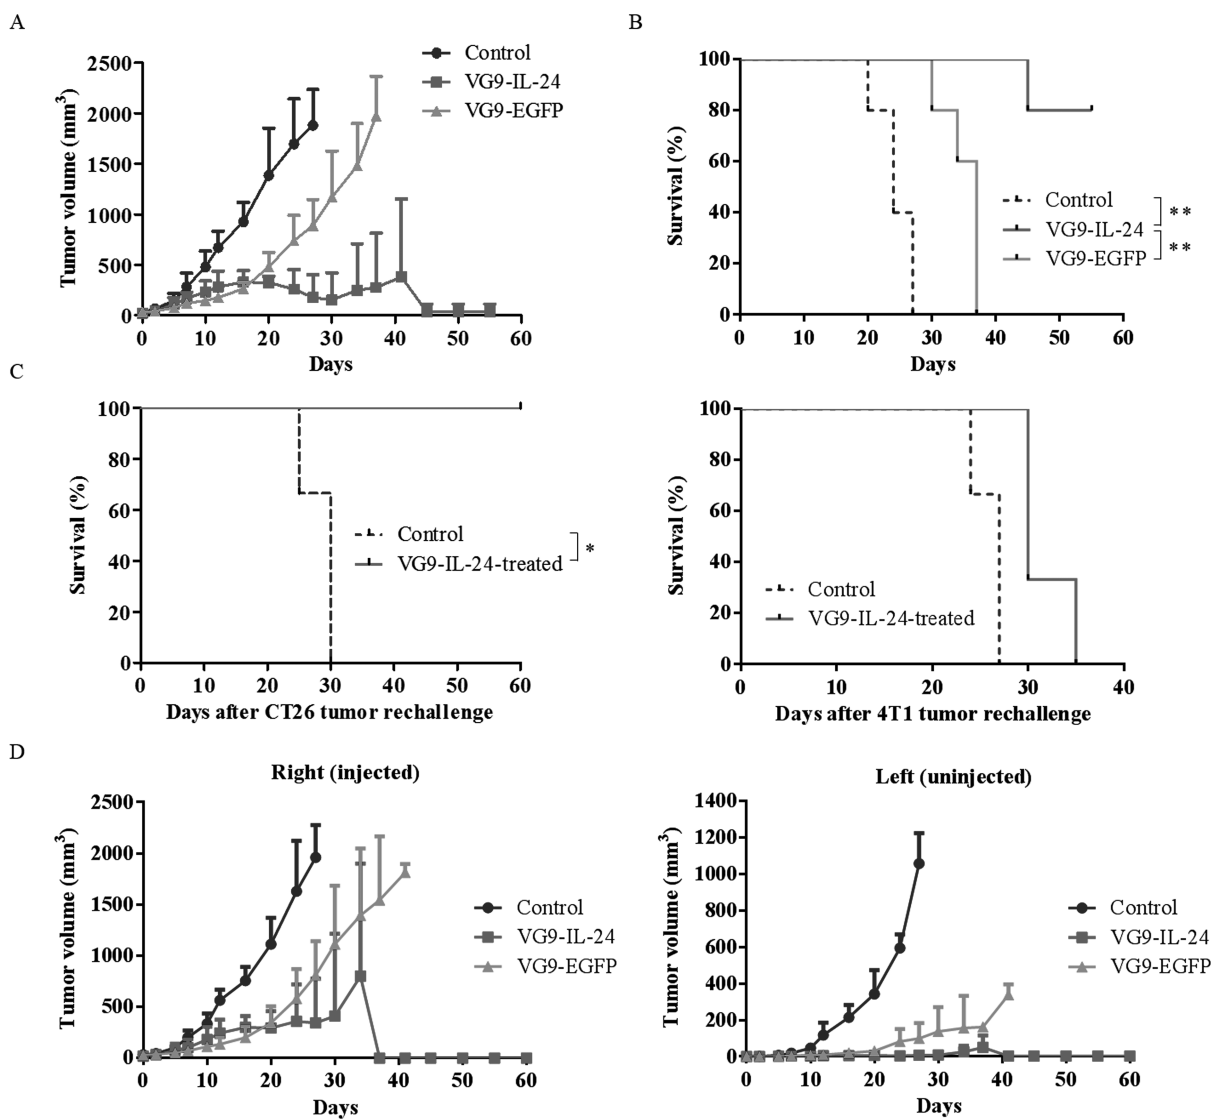 A
Control
VG9-IL-24
VG9-EGFP
2500
2000
1500
1000
500
0
Tumor volume (mm³)
0 10 20 30 40 50 60
Days
B
100
80
60
40
20
0
Survival (%)
Control
VG9-IL-24
VG9-EGFP
**
**
0 10 20 30 40 50 60
Days
C
100
80
60
40
20
0
Survival (%)
Control
VG9-IL-24-treated
*
0 10 20 30 40 50 60
Days after CT26 tumor rechallenge
100
80
60
40
20
0
Survival (%)
Control
VG9-IL-24-treated
0 10 20 30 40
Days after 4T1 tumor rechallenge
D
Right (injected)
2500
2000
1500
1000
500
0
Tumor volume (mm³)
Control
VG9-IL-24
VG9-EGFP
0 10 20 30 40 50 60
Days
Left (uninjected)
1400
1200
1000
800
600
400
200
0
Tumor volume (mm³)
Control
VG9-IL-24
VG9-EGFP
0 10 20 30 40 50 60
Days